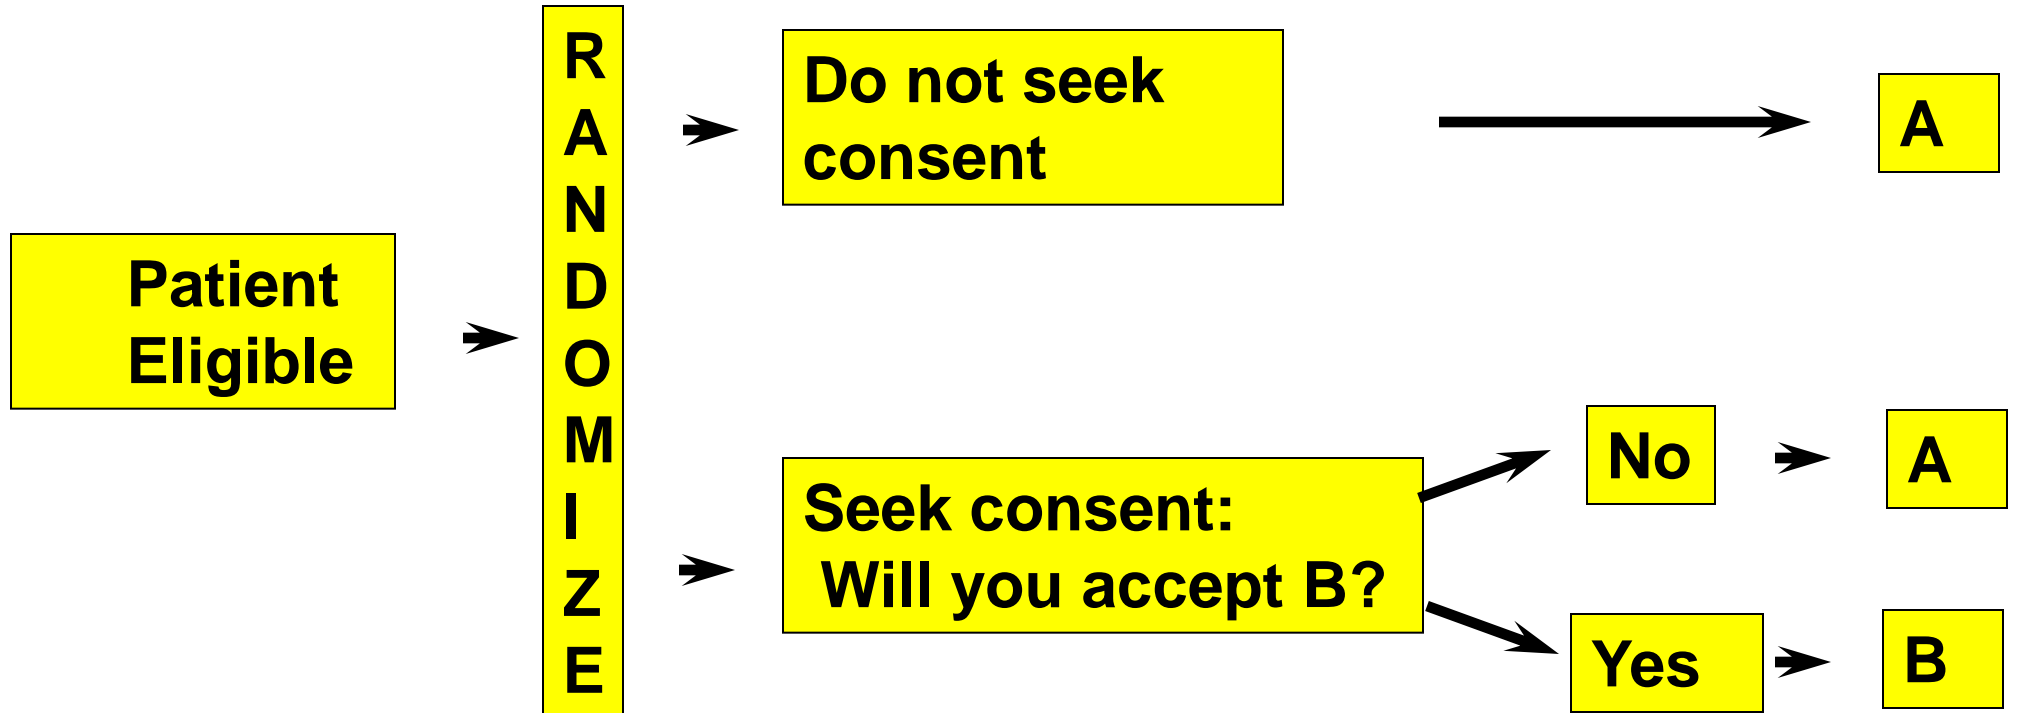 Patient
Eligible
R
A
N
D
O
M
I
Z
E
Do not seek
consent
A
Seek consent:
Will you accept B?
No
A
Yes
B